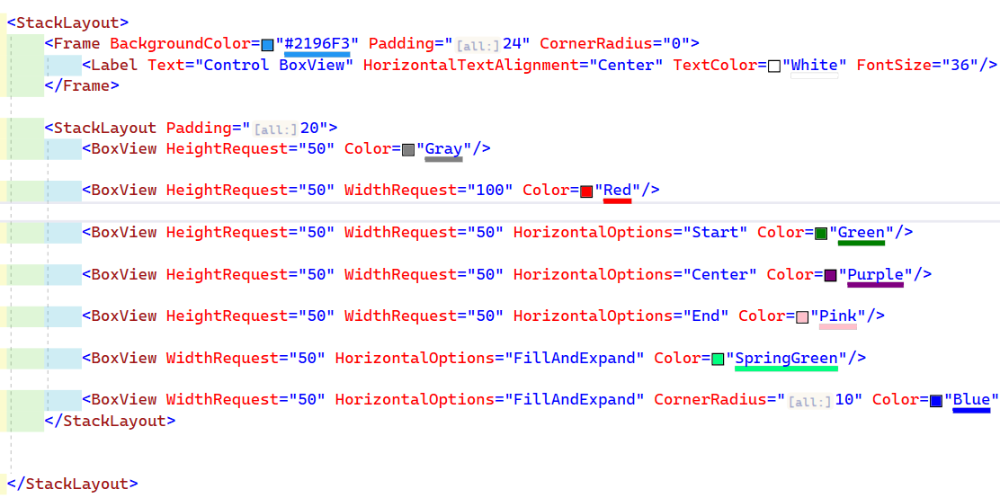 <StackLayout>
<Frame BackgroundColor="#2196F3" Padding="[all:]24" CornerRadius="0">
<Label Text="Control BoxView" HorizontalTextAlignment="Center" TextColor="White" FontSize="36"/>
</Frame>
<StackLayout Padding="[all:]20">
<BoxView HeightRequest="50" Color="Gray"/>
<BoxView HeightRequest="50" WidthRequest="100" Color="Red"/>
<BoxView HeightRequest="50" WidthRequest="50" HorizontalOptions="Start" Color="Green"/>
<BoxView HeightRequest="50" WidthRequest="50" HorizontalOptions="Center" Color="Purple"/>
<BoxView HeightRequest="50" WidthRequest="50" HorizontalOptions="End" Color="Pink"/>
<BoxView WidthRequest="50" HorizontalOptions="FillAndExpand" Color="SpringGreen"/>
<BoxView WidthRequest="50" HorizontalOptions="FillAndExpand" CornerRadius="[all:]10" Color="Blue"
</StackLayout>
</StackLayout>